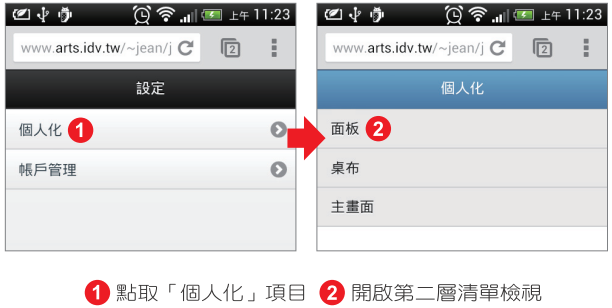 上午 11:23
www.arts.idv.tw/~jean/j
2
設定
個人化 1
帳戶管理
上午 11:23
www.arts.idv.tw/~jean/j
2
個人化
面板 2
桌布
主畫面
1 點取「個人化」項目 2 開啟第二層清單檢視